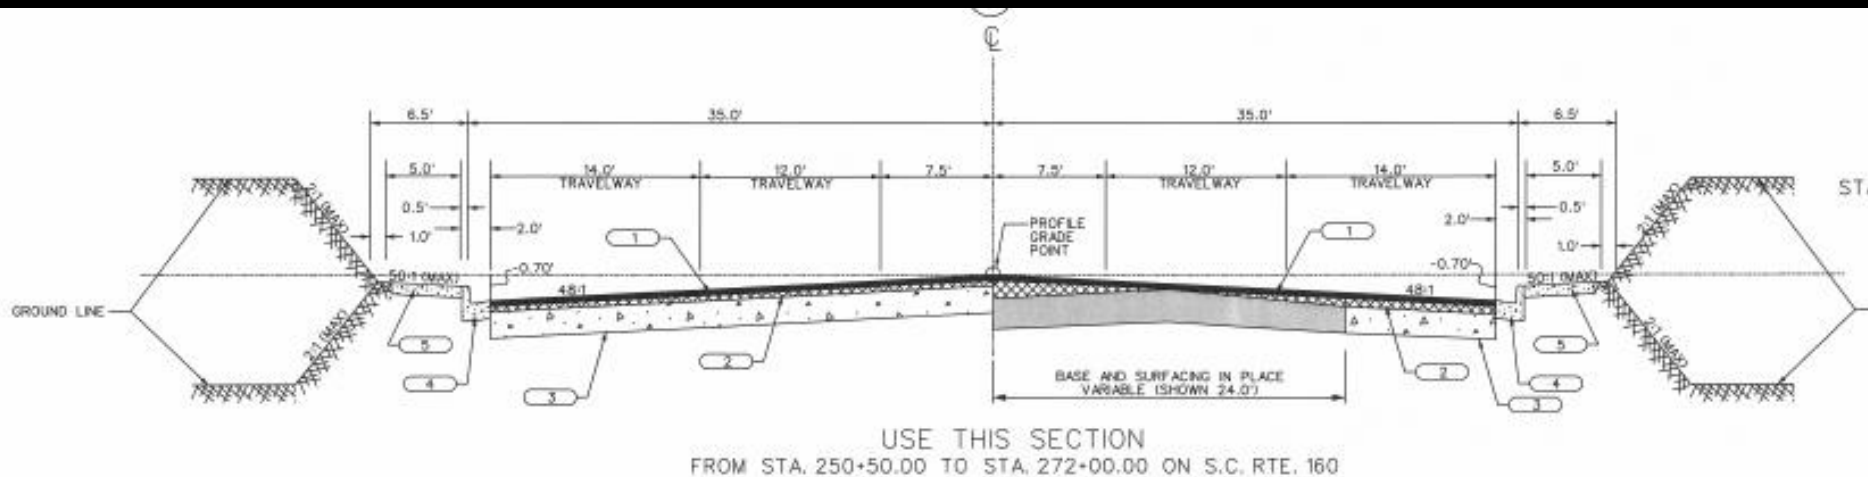 ℄
6.5' 35.0' 35.0' 6.5'
5.0' 14.0' 12.0' 7.5' 7.5' 12.0' 14.0' 5.0'
TRAVELWAY TRAVELWAY TRAVELWAY TRAVELWAY
STA
0.5' 0.5'
2:1 (MAX) 2:1 (MAX)
1.0' 2.0' 2.0' 1.0'
1 1
PROFILE
GRADE
POINT
-0.70' -0.70'
50:1 (MAX) 50:1 (MAX)
48:1 48:1
GROUND LINE
2:1 (MAX) 2:1 (MAX)
5 5
2 2
4 4
3 3
BASE AND SURFACING IN PLACE
VARIABLE (SHOWN 24.0')
USE THIS SECTION
FROM STA. 250+50.00 TO STA. 272+00.00 ON S.C. RTE. 160